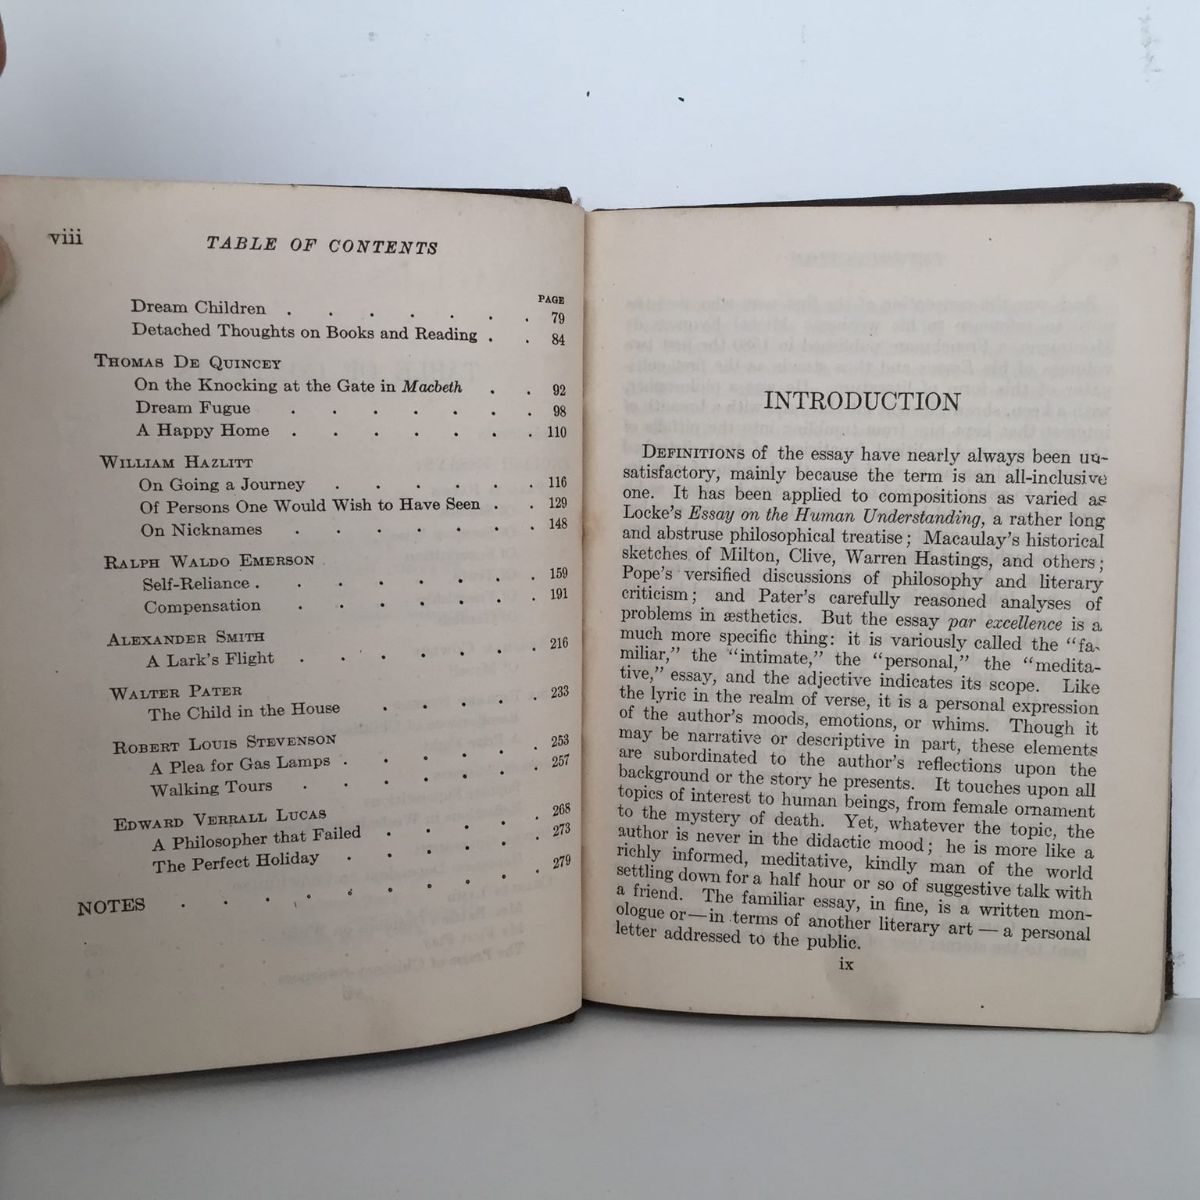 viii
TABLE OF CONTENTS
PAGE
Dream Children . . . . . . . 79
Detached Thoughts on Books and Reading . . 84
THOMAS DE QUINCEY
On the Knocking at the Gate in Macbeth . . 92
Dream Fugue . . . . . . . 98
A Happy Home . . . . . . . 110
WILLIAM HAZLITT
On Going a Journey . . . . . . 116
Of Persons One Would Wish to Have Seen . . 129
On Nicknames . . . . . . . 148
RALPH WALDO EMERSON
Self-Reliance . . . . . . . 159
Compensation . . . . . . . 191
ALEXANDER SMITH
A Lark's Flight . . . . . . . 216
WALTER PATER
The Child in the House . . . . . 233
ROBERT LOUIS STEVENSON
A Plea for Gas Lamps . . . . . . 253
Walking Tours . . . . . . . 257
EDWARD VERRALL LUCAS
A Philosopher that Failed . . . . . 268
The Perfect Holiday . . . . . . 273
NOTES . . . . . . . . . 279
INTRODUCTION
DEFINITIONS of the essay have nearly always been un-
satisfactory, mainly because the term is an all-inclusive
one. It has been applied to compositions as varied as
Locke's Essay on the Human Understanding, a rather long
and abstruse philosophical treatise; Macaulay's historical
sketches of Milton, Clive, Warren Hastings, and others;
Pope's versified discussions of philosophy and literary
criticism; and Pater's carefully reasoned analyses of
problems in æsthetics. But the essay par excellence is a
much more specific thing: it is variously called the "fa-
miliar," the "intimate," the "personal," the "medita-
tive," essay, and the adjective indicates its scope. Like
the lyric in the realm of verse, it is a personal expression
of the author's moods, emotions, or whims. Though it
may be narrative or descriptive in part, these elements
are subordinated to the author's reflections upon the
background or the story he presents. It touches upon all
topics of interest to human beings, from female ornament
to the mystery of death. Yet, whatever the topic, the
author is never in the didactic mood; he is more like a
richly informed, meditative, kindly man of the world
settling down for a half hour or so of suggestive talk with
a friend. The familiar essay, in fine, is a written mon-
ologue or—in terms of another literary art—a personal
letter addressed to the public.
ix